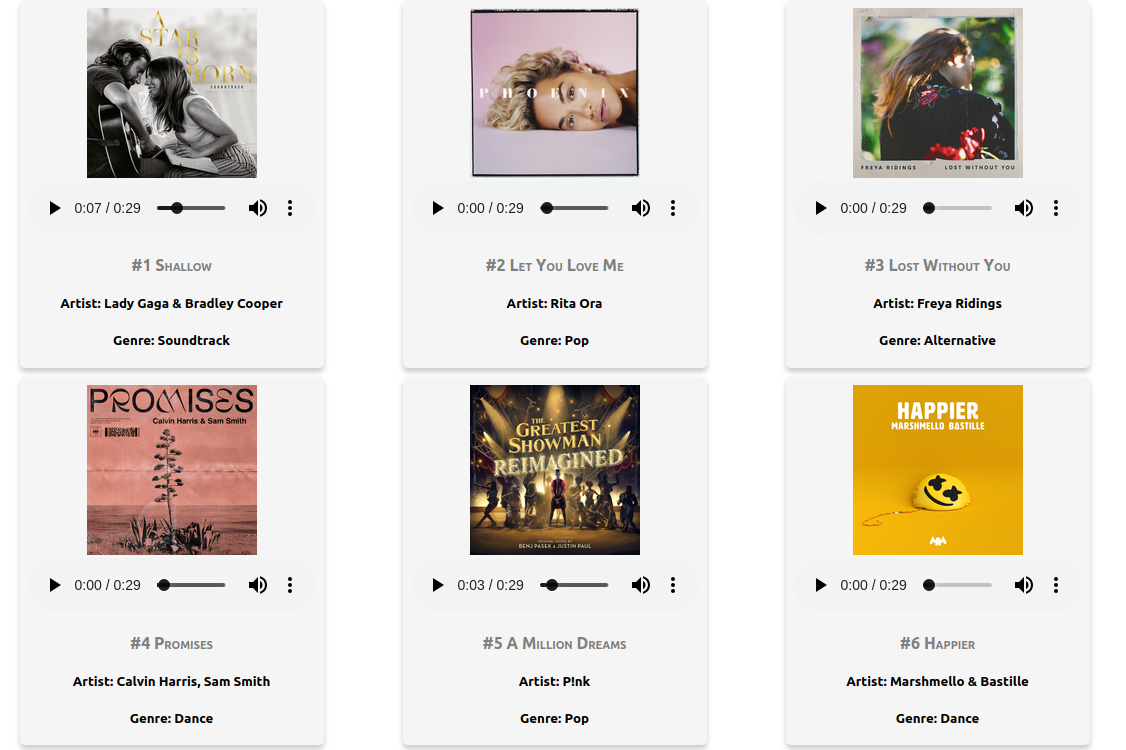 A
STAR
IS
BORN
SOUNDTRACK
0:07 / 0:29
#1 Shallow
Artist: Lady Gaga & Bradley Cooper
Genre: Soundtrack
PHOENIX
0:00 / 0:29
#2 Let You Love Me
Artist: Rita Ora
Genre: Pop
FREYA RIDINGS LOST WITHOUT YOU
0:00 / 0:29
#3 Lost Without You
Artist: Freya Ridings
Genre: Alternative
PROMISES
Calvin Harris & Sam Smith
0:00 / 0:29
#4 Promises
Artist: Calvin Harris, Sam Smith
Genre: Dance
THE
GREATEST
SHOWMAN
REIMAGINED
ORIGINAL SONGS BY
BENJ PASEK & JUSTIN PAUL
0:03 / 0:29
#5 A Million Dreams
Artist: P!nk
Genre: Pop
HAPPIER
MARSHMELLO BASTILLE
0:00 / 0:29
#6 Happier
Artist: Marshmello & Bastille
Genre: Dance